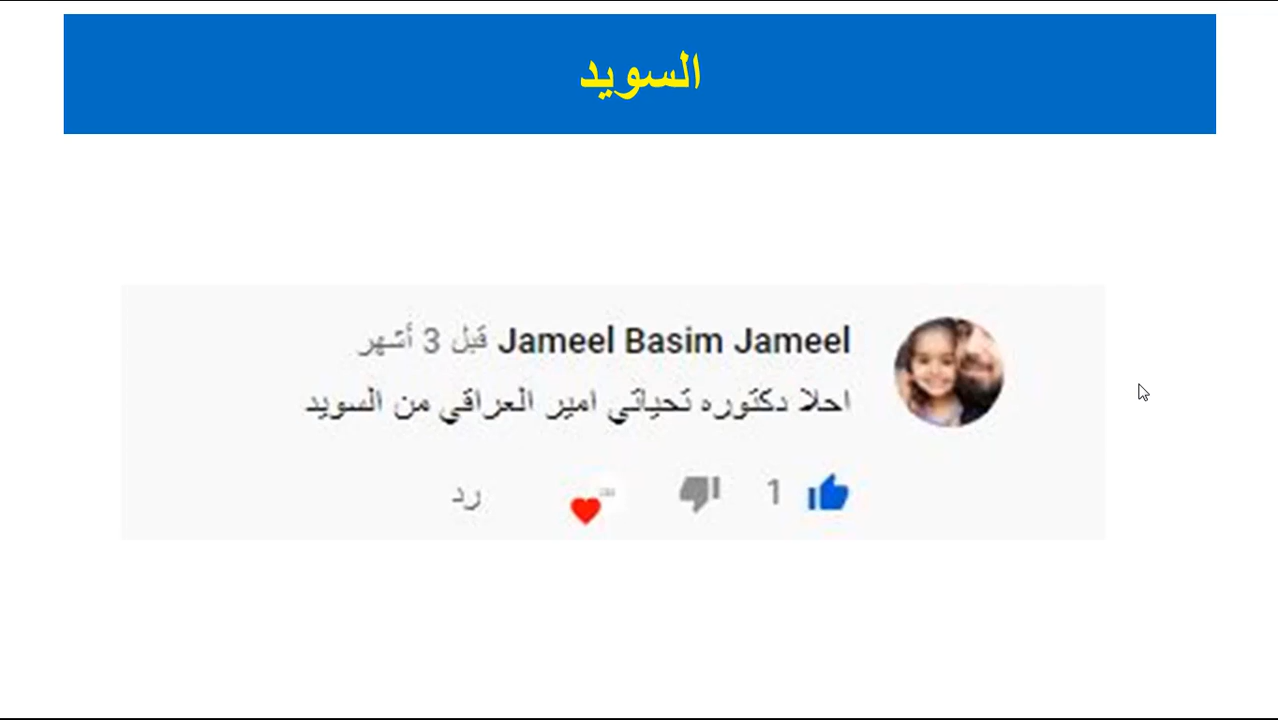 السويد
Jameel Basim Jameel قبل 3 أشهر
احلا دكتوره تحياتي امير العراقي من السويد
1 رد